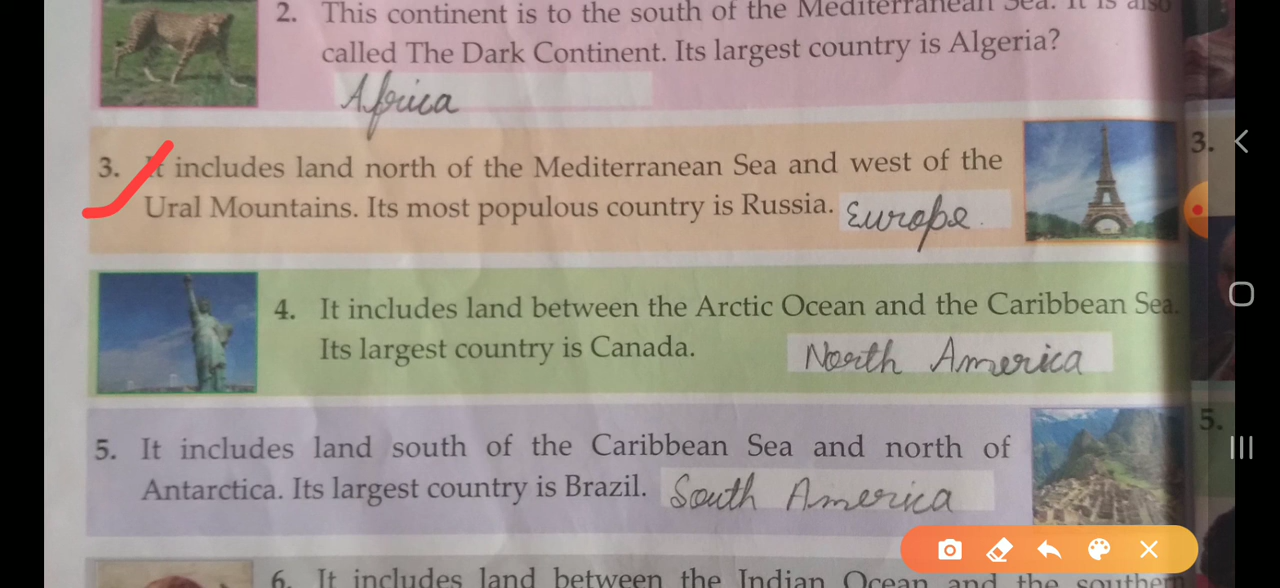 2. This continent is to the south of the Mediterranean Sea. It is also
called The Dark Continent. Its largest country is Algeria?
Africa
3. It includes land north of the Mediterranean Sea and west of the
Ural Mountains. Its most populous country is Russia. Europe
3.
4. It includes land between the Arctic Ocean and the Caribbean Sea.
Its largest country is Canada. North America
5. It includes land south of the Caribbean Sea and north of
Antarctica. Its largest country is Brazil. South America
5.
6. It includes land between the Indian Ocean and the southern